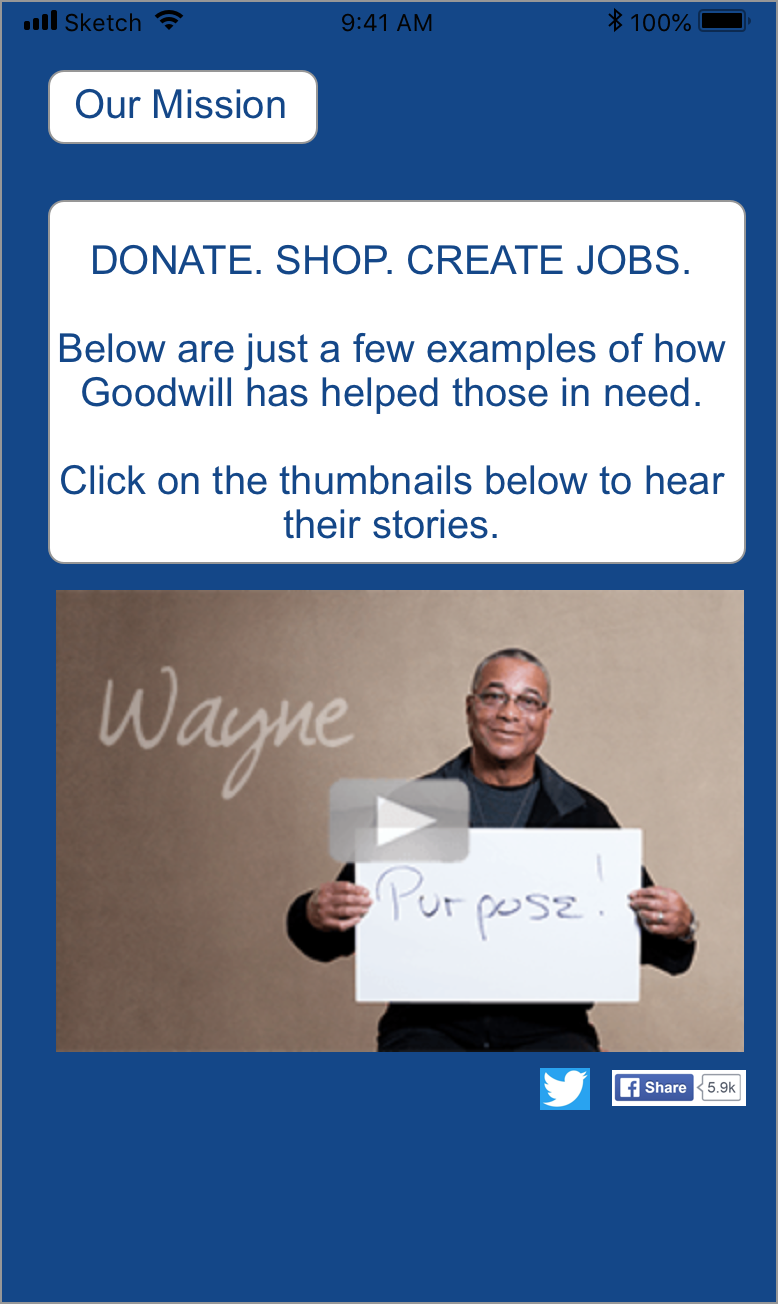 Sketch 9:41 AM 100%
Our Mission
DONATE. SHOP. CREATE JOBS.
Below are just a few examples of how
Goodwill has helped those in need.
Click on the thumbnails below to hear
their stories.
Wayne
Purpose!
Share 5.9k